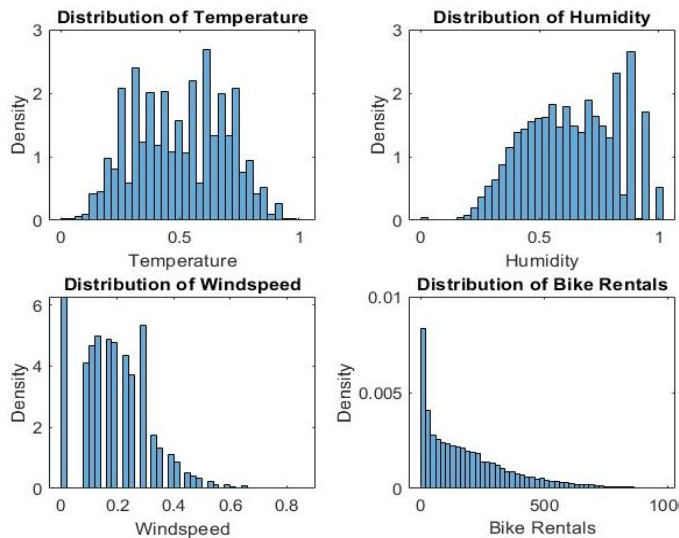 Distribution of Temperature
3
2
1
0
Density
0
0.5
1
Temperature
Distribution of Humidity
3
2
1
0
Density
0
0.5
1
Humidity
Distribution of Windspeed
6
4
2
0
Density
0
0.2
0.4
0.6
0.8
Windspeed
Distribution of Bike Rentals
0.01
0.005
0
Density
0
500
Bike Rentals